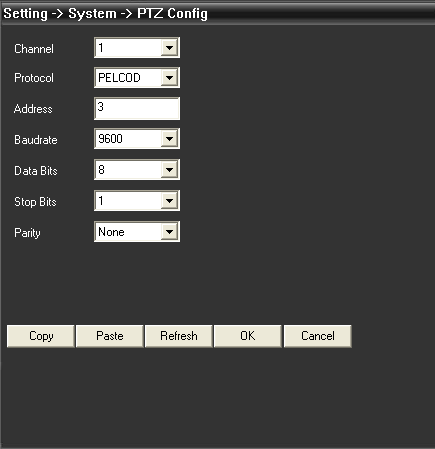 Setting -> System -> PTZ Config
Channel 1
Protocol PELCOD
Address 3
Baudrate 9600
Data Bits 8
Stop Bits 1
Parity None
Copy Paste Refresh OK Cancel